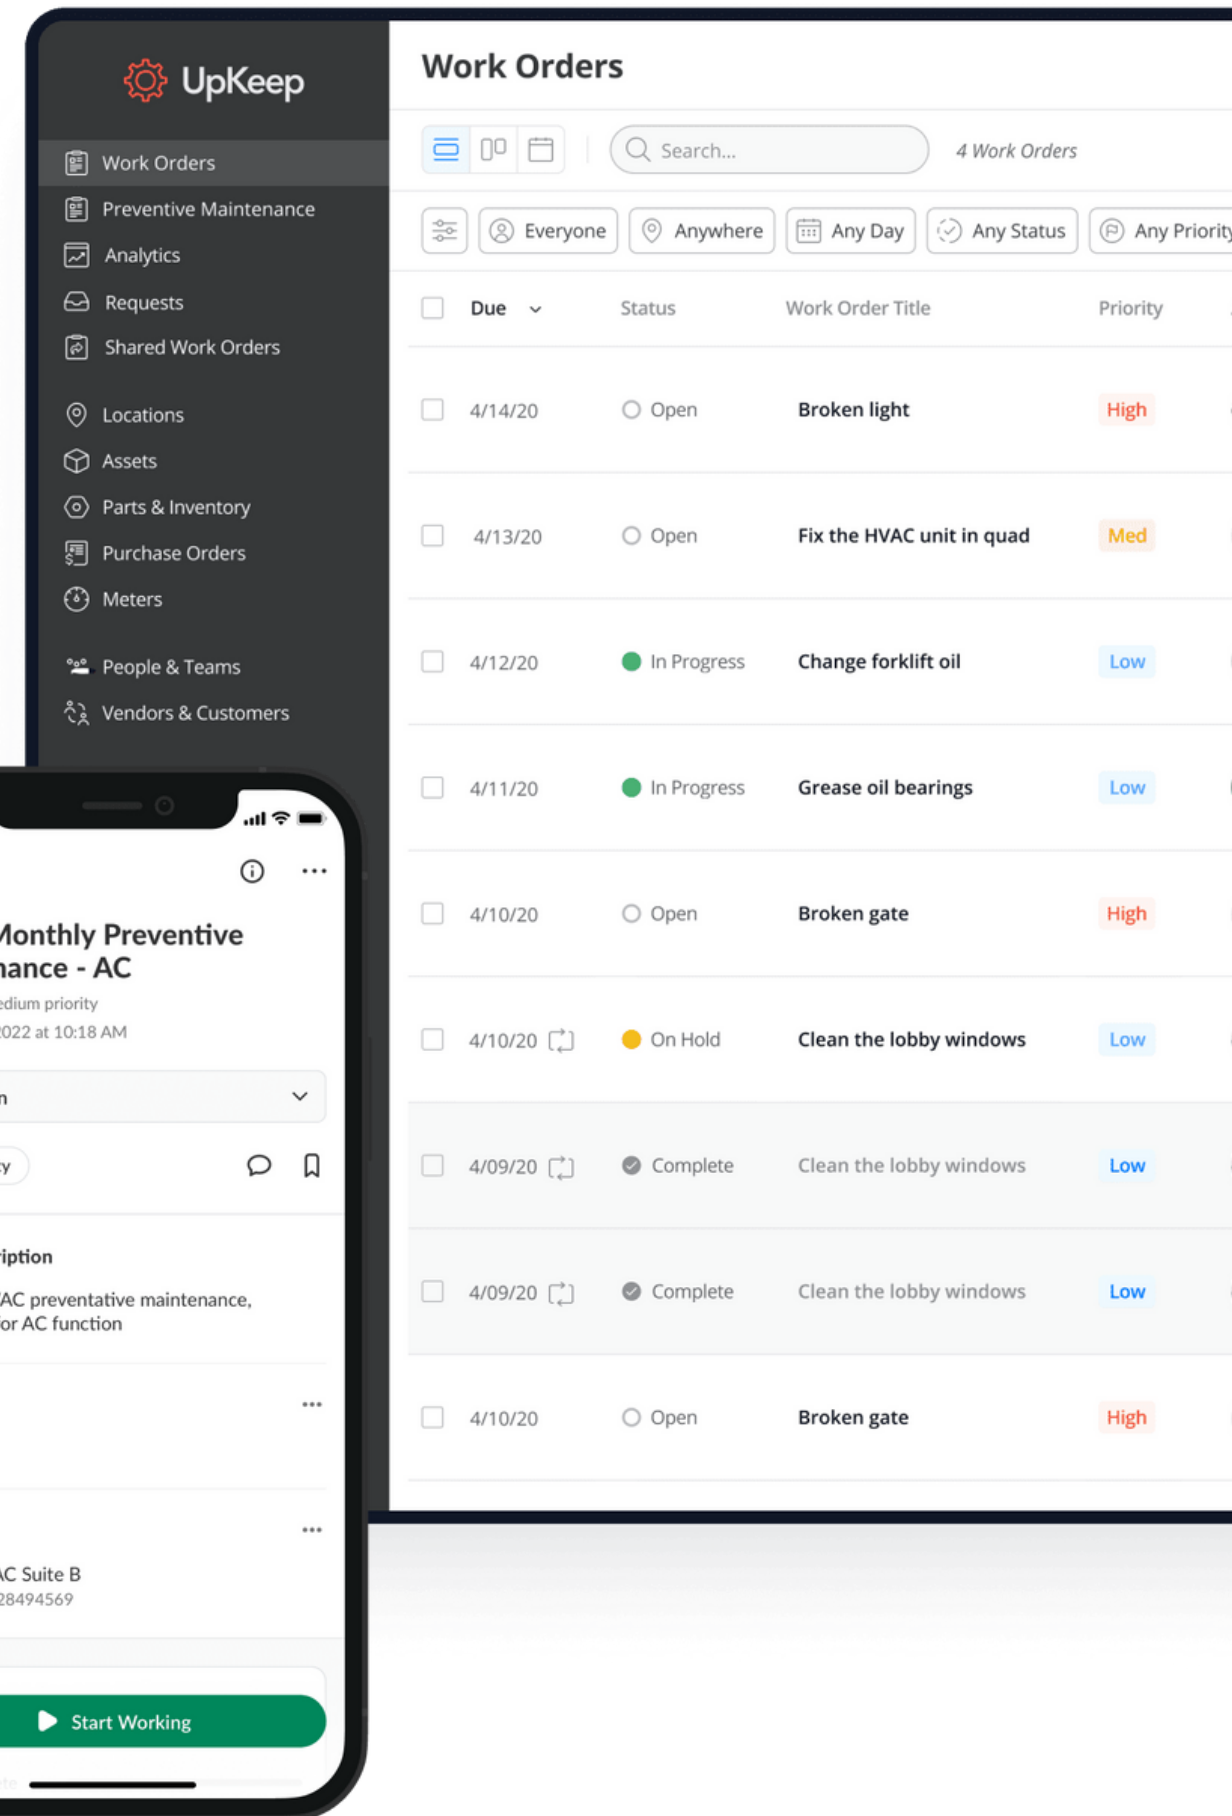 UpKeep
Work Orders
Preventive Maintenance
Analytics
Requests
Shared Work Orders
Locations
Assets
Parts & Inventory
Purchase Orders
Meters
People & Teams
Vendors & Customers
Work Orders
Search...
4 Work Orders
Everyone Anywhere Any Day Any Status Any Priority
Due Status Work Order Title Priority
4/14/20 Open Broken light High
4/13/20 Open Fix the HVAC unit in quad Med
4/12/20 In Progress Change forklift oil Low
4/11/20 In Progress Grease oil bearings Low
4/10/20 Open Broken gate High
4/10/20 On Hold Clean the lobby windows Low
4/09/20 Complete Clean the lobby windows Low
4/09/20 Complete Clean the lobby windows Low
4/10/20 Open Broken gate High
Monthly Preventive
nance - AC
edium priority
2022 at 10:18 AM
n
ty
ription
AC preventative maintenance,
for AC function
AC Suite B
28494569
Start Working